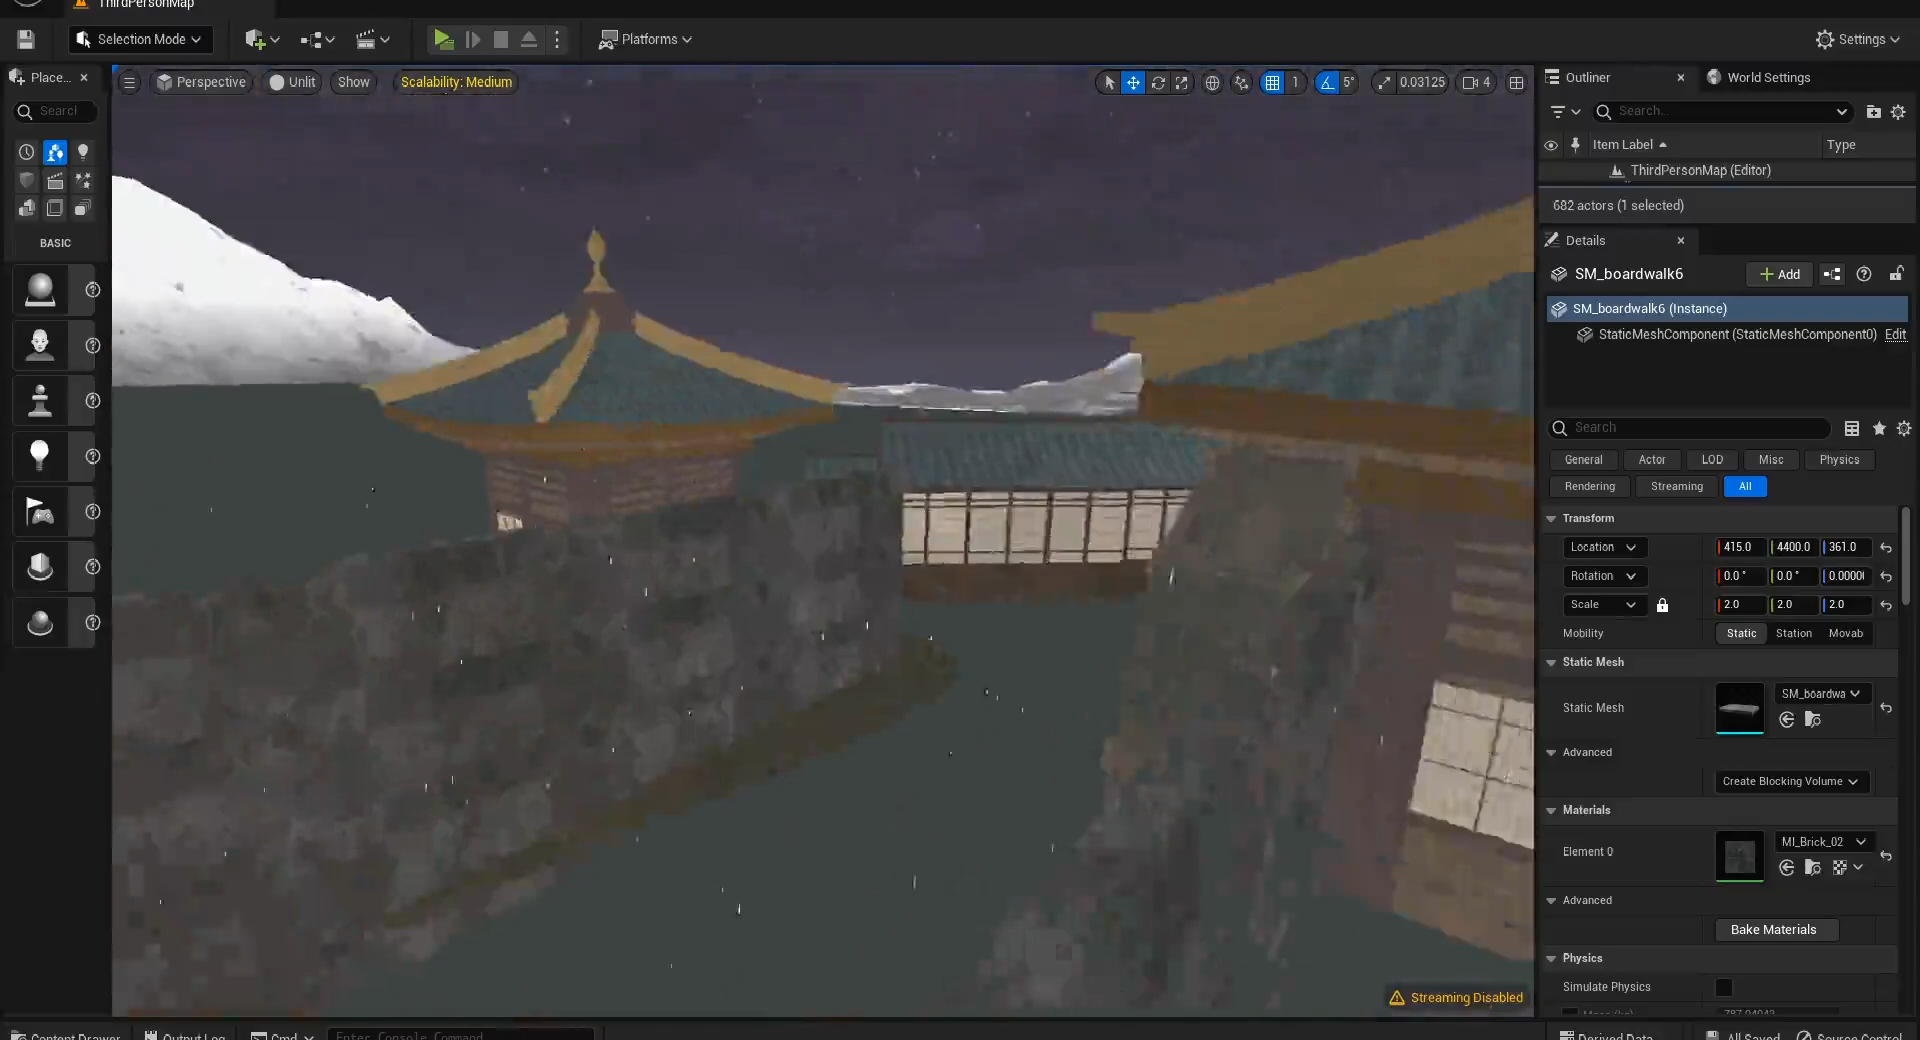 ThirdPersonMap
Selection Mode
Platforms
Settings
Place...
Search
BASIC
Perspective
Unlit
Show
Scalability: Medium
1
5°
0.03125
4
Streaming Disabled
Outliner
World Settings
Search...
Item Label
Type
ThirdPersonMap (Editor)
682 actors (1 selected)
Details
SM_boardwalk6
Add
SM_boardwalk6 (Instance)
StaticMeshComponent (StaticMeshComponent0)
Edit
Search
General
Actor
LOD
Misc
Physics
Rendering
Streaming
All
Transform
Location
415.0
4400.0
361.0
Rotation
0.0 °
0.0 °
0.0000
Scale
2.0
2.0
2.0
Mobility
Static
Station
Movab
Static Mesh
Static Mesh
SM_boardwa
Advanced
Create Blocking Volume
Materials
Element 0
MI_Brick_02
Advanced
Bake Materials
Physics
Simulate Physics
Content Drawer
Output Log
Cmd
Enter Console Command
Derived Data
All Saved
Source Control